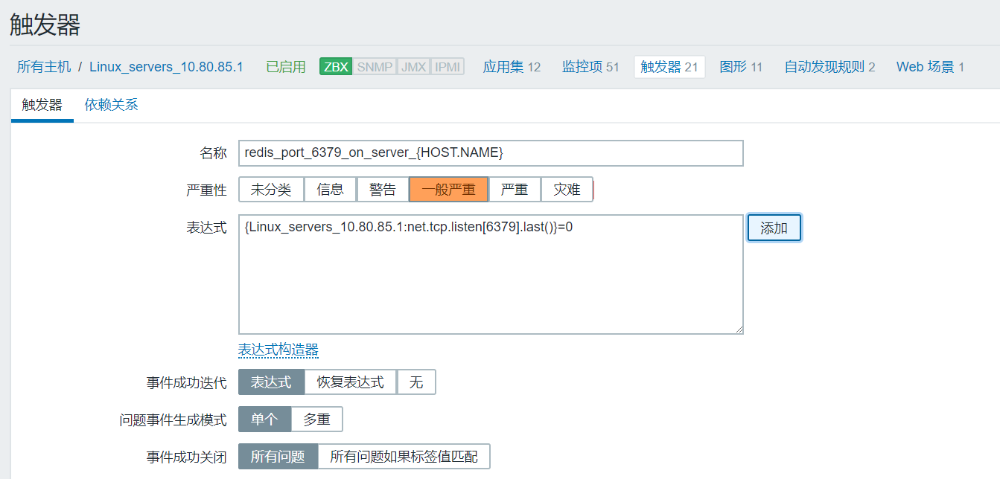 触发器
所有主机 / Linux_servers_10.80.85.1 已启用 ZBX SNMP JMX IPMI 应用集 12 监控项 51 触发器 21 图形 11 自动发现规则 2 Web 场景 1
触发器 依赖关系
名称 redis_port_6379_on_server_{HOST.NAME}
严重性 未分类 信息 警告 一般严重 严重 灾难
表达式 {Linux_servers_10.80.85.1:net.tcp.listen[6379].last()}=0 添加
表达式构造器
事件成功迭代 表达式 恢复表达式 无
问题事件生成模式 单个 多重
事件成功关闭 所有问题 所有问题如果标签值匹配